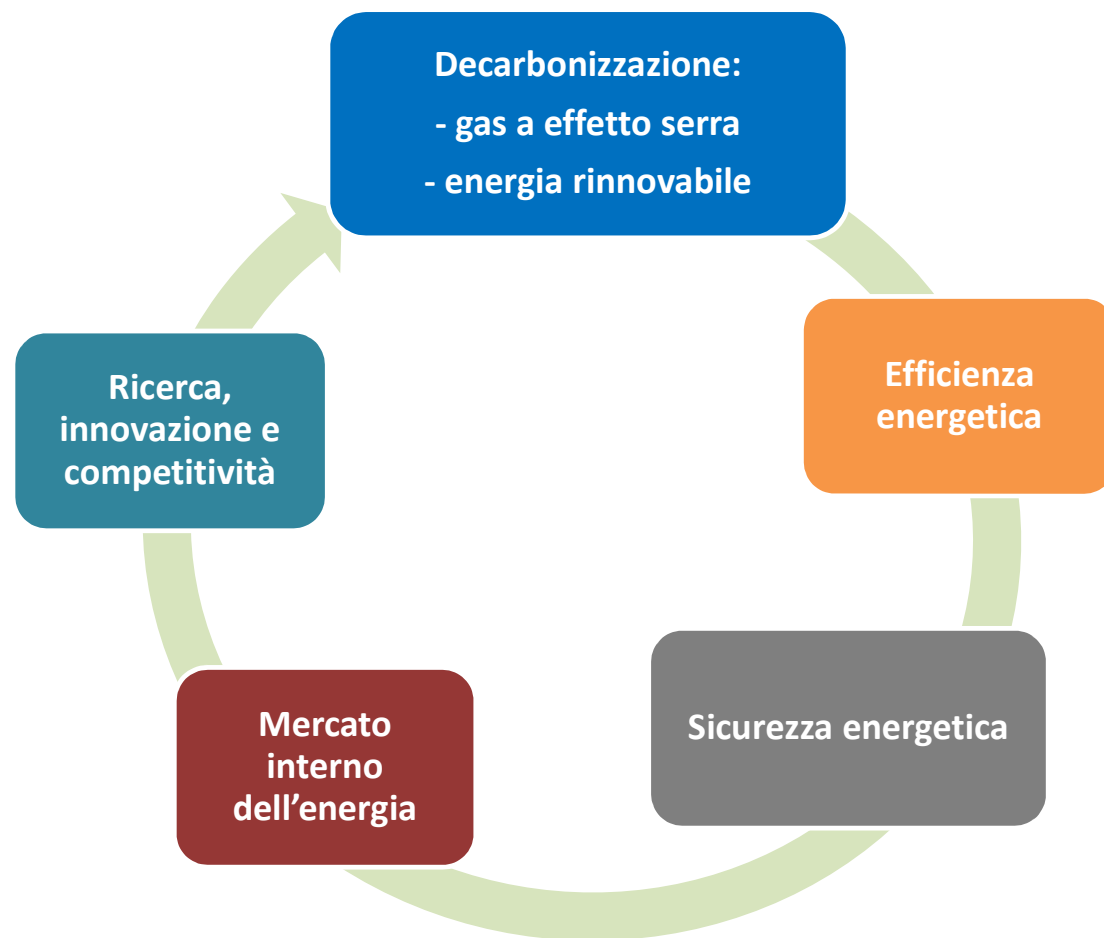 Decarbonizzazione:
- gas a effetto serra
- energia rinnovabile
Efficienza
energetica
Sicurezza energetica
Mercato
interno
dell’energia
Ricerca,
innovazione e
competitività